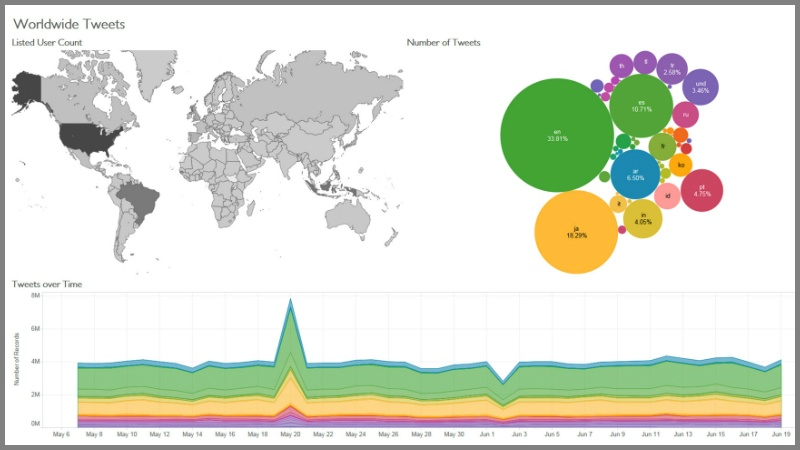 Worldwide Tweets
Listed User Count
Number of Tweets
th
tl
tr
2.58%
und
3.46%
es
10.71%
ru
en
33.81%
fr
ko
ar
6.50%
pt
4.75%
id
it
in
4.05%
ja
18.29%
Tweets over Time
Number of Records
8M
6M
4M
2M
0M
May 6
May 8
May 10
May 12
May 14
May 16
May 18
May 20
May 22
May 24
May 26
May 28
May 30
Jun 1
Jun 3
Jun 5
Jun 7
Jun 9
Jun 11
Jun 13
Jun 15
Jun 17
Jun 19